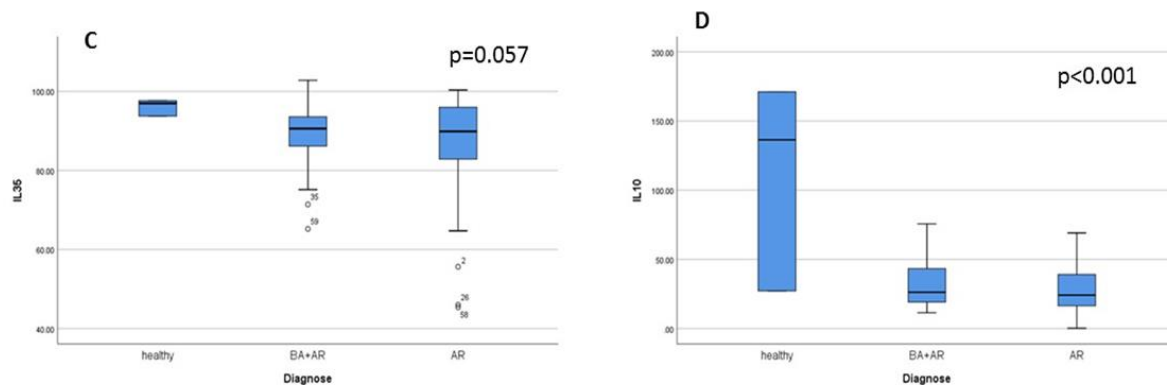 C
p=0.057
100.00
80.00
60.00
40.00
IL35
35
59
2
26
58
healthy
BA+AR
AR
Diagnose
D
p<0.001
200.00
150.00
100.00
50.00
.00
IL10
healthy
BA+AR
AR
Diagnose